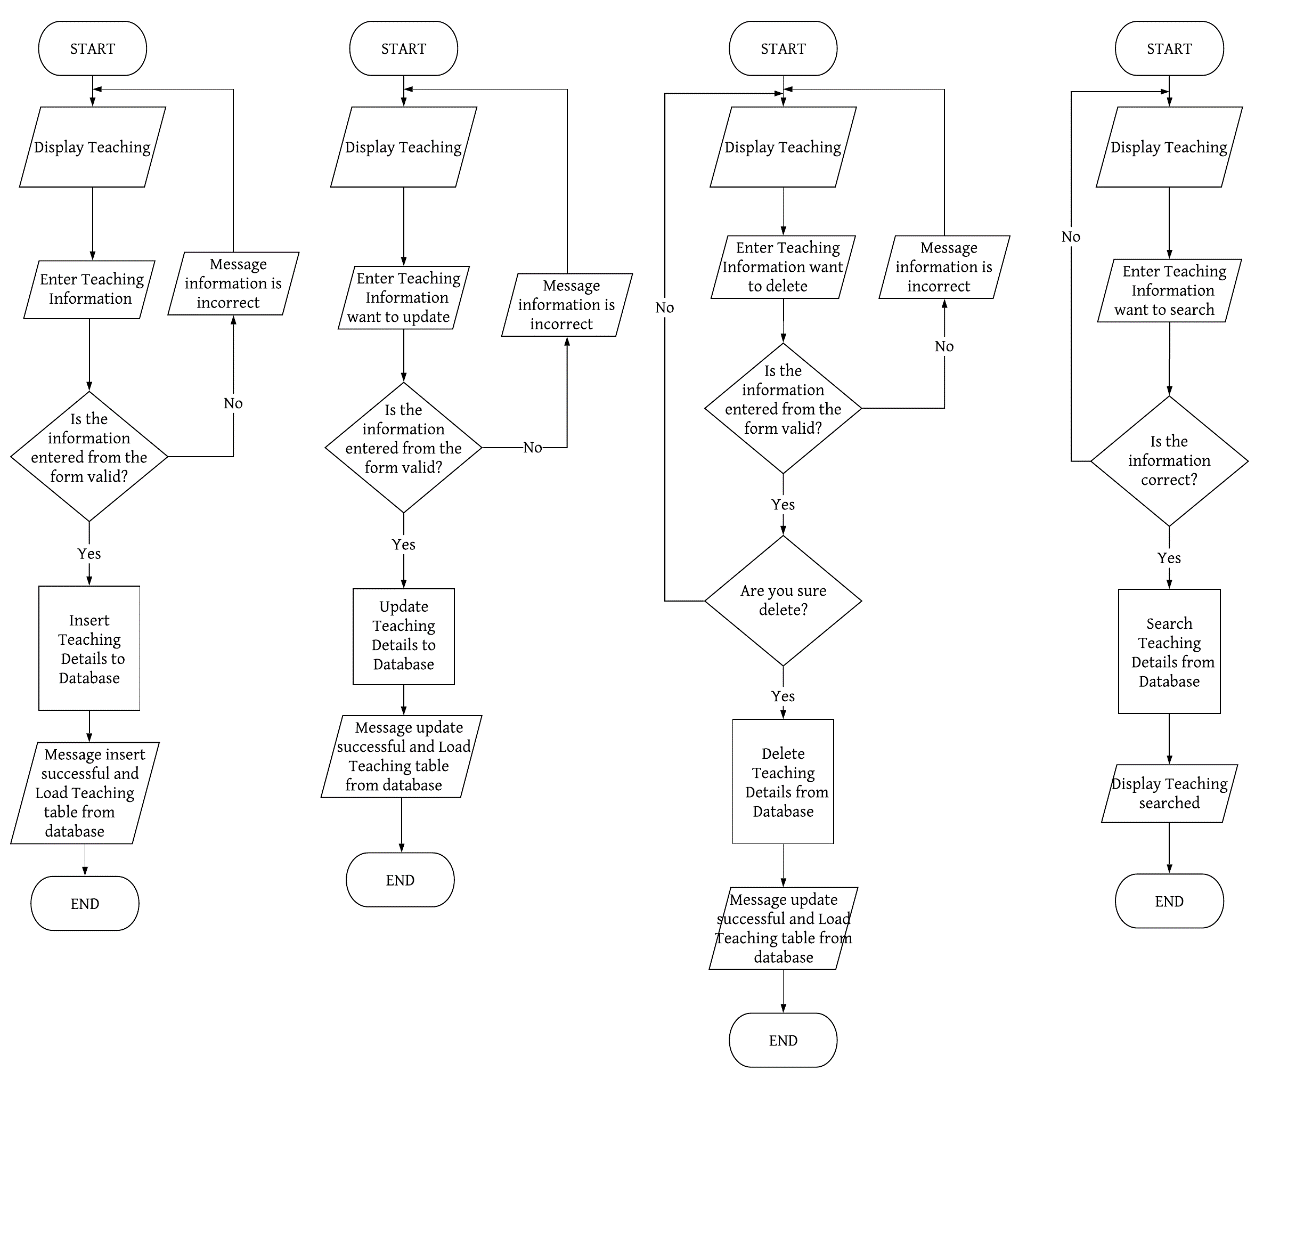 START
Display Teaching
Enter Teaching
Information
Message
information is
incorrect
No
Is the
information
entered from the
form valid?
Yes
Insert
Teaching
Details to
Database
Message insert
successful and
Load Teaching
table from
database
END
START
Display Teaching
Enter Teaching
Information
want to update
Message
information is
incorrect
Is the
information
entered from the
form valid?
No
Yes
Update
Teaching
Details to
Database
Message update
successful and Load
Teaching table
from database
END
START
Display Teaching
Enter Teaching
Information want
to delete
Message
information is
incorrect
No
No
Is the
information
entered from the
form valid?
Yes
Are you sure
delete?
Yes
Delete
Teaching
Details from
Database
Message update
successful and Load
Teaching table from
database
END
START
Display Teaching
No
Enter Teaching
Information
want to search
Is the
information
correct?
Yes
Search
Teaching
Details from
Database
Display Teaching
searched
END